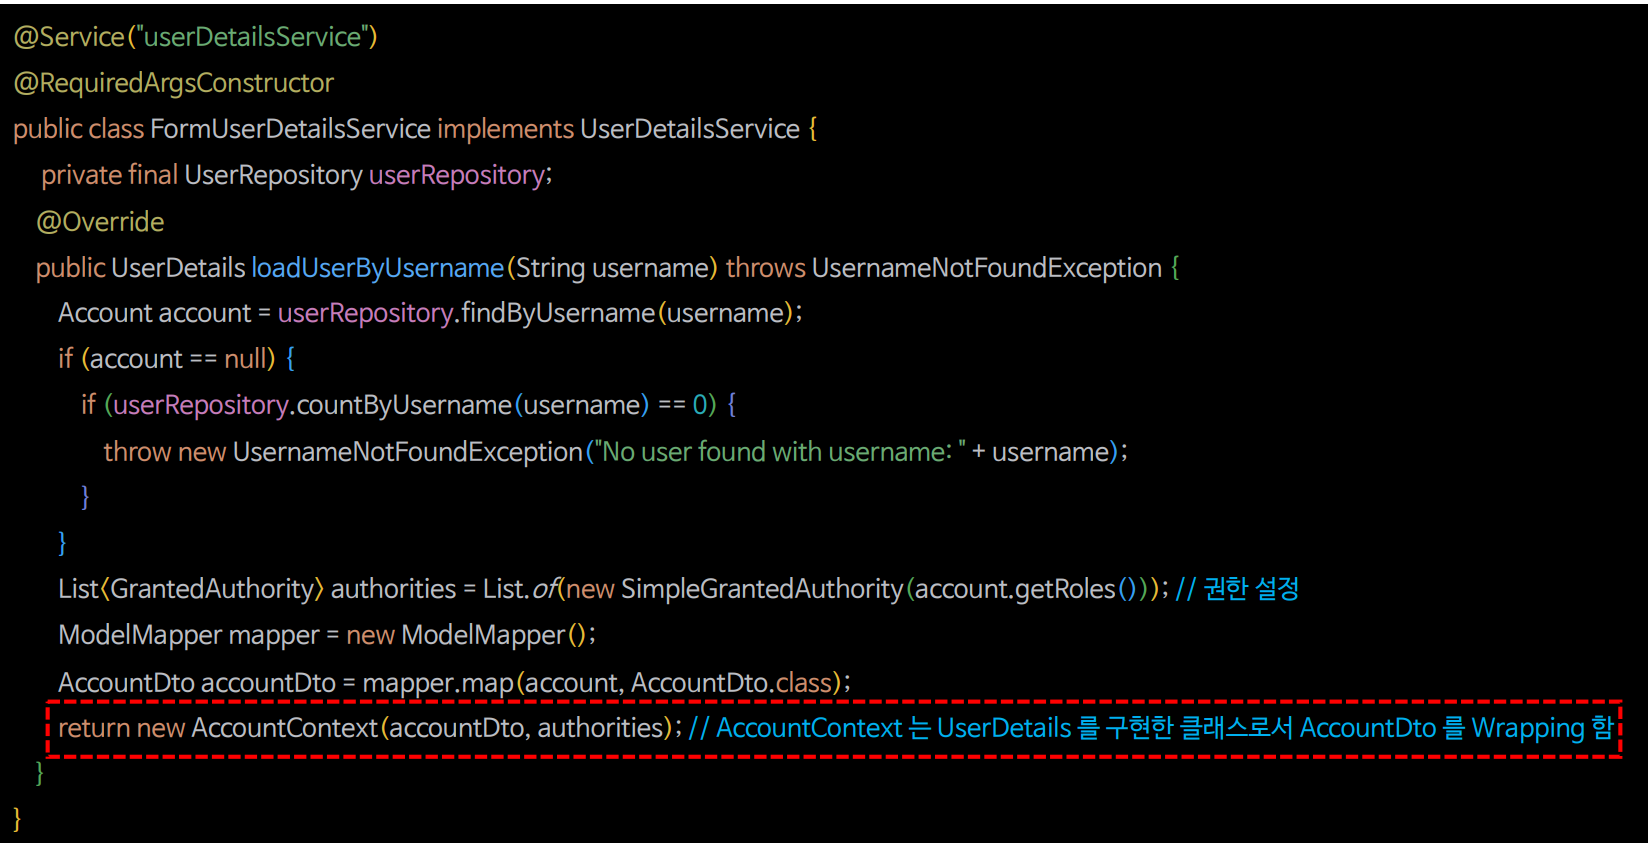 @Service("userDetailsService")
@RequiredArgsConstructor
public class FormUserDetailsService implements UserDetailsService {
private final UserRepository userRepository;
@Override
public UserDetails loadUserByUsername(String username) throws UsernameNotFoundException {
Account account = userRepository.findByUsername(username);
if (account == null) {
if (userRepository.countByUsername(username) == 0) {
throw new UsernameNotFoundException("No user found with username: " + username);
}
}
List<GrantedAuthority> authorities = List.of(new SimpleGrantedAuthority(account.getRoles())); // 권한 설정
ModelMapper mapper = new ModelMapper();
AccountDto accountDto = mapper.map(account, AccountDto.class);
return new AccountContext(accountDto, authorities); // AccountContext 는 UserDetails 를 구현한 클래스로서 AccountDto 를 Wrapping 함
}
}